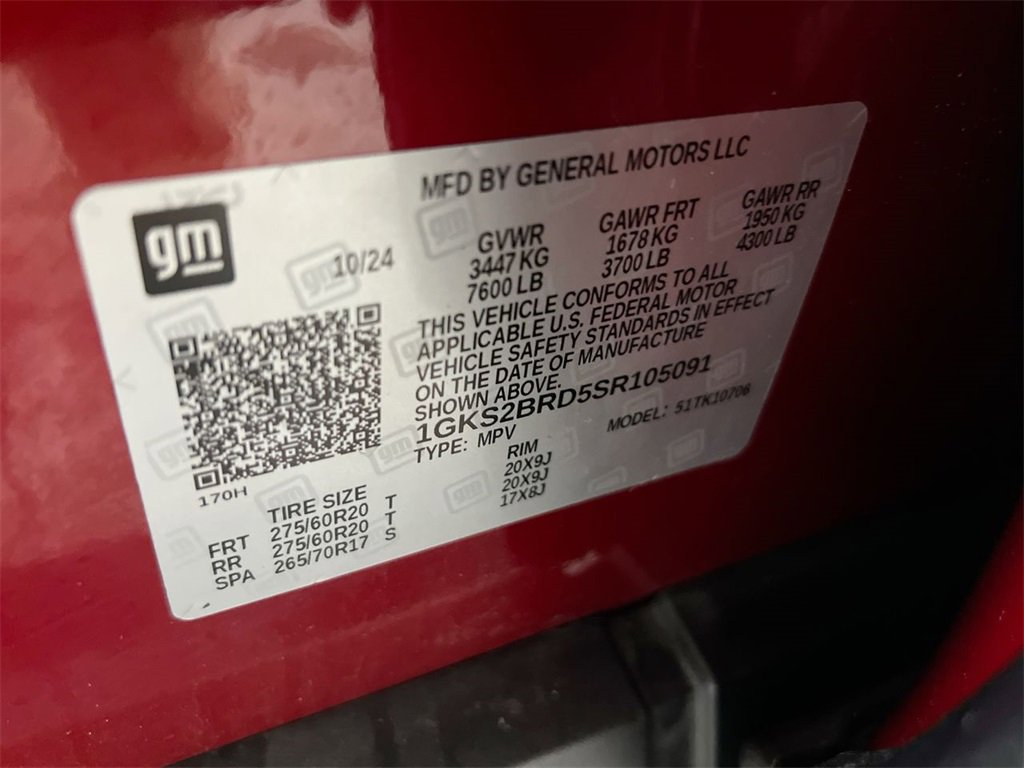 gm
10/24
MFD BY GENERAL MOTORS LLC
GVWR GAWR FRT GAWR RR
3447 KG 1678 KG 1950 KG
7600 LB 3700 LB 4300 LB
THIS VEHICLE CONFORMS TO ALL
APPLICABLE U.S. FEDERAL MOTOR
VEHICLE SAFETY STANDARDS IN EFFECT
ON THE DATE OF MANUFACTURE
SHOWN ABOVE.
1GKS2BRD5SR105091
TYPE: MPV MODEL: 51TK10706
170H
TIRE SIZE RIM
FRT 275/60R20 T 20X9J
RR 275/60R20 T 20X9J
SPA 265/70R17 S 17X8J